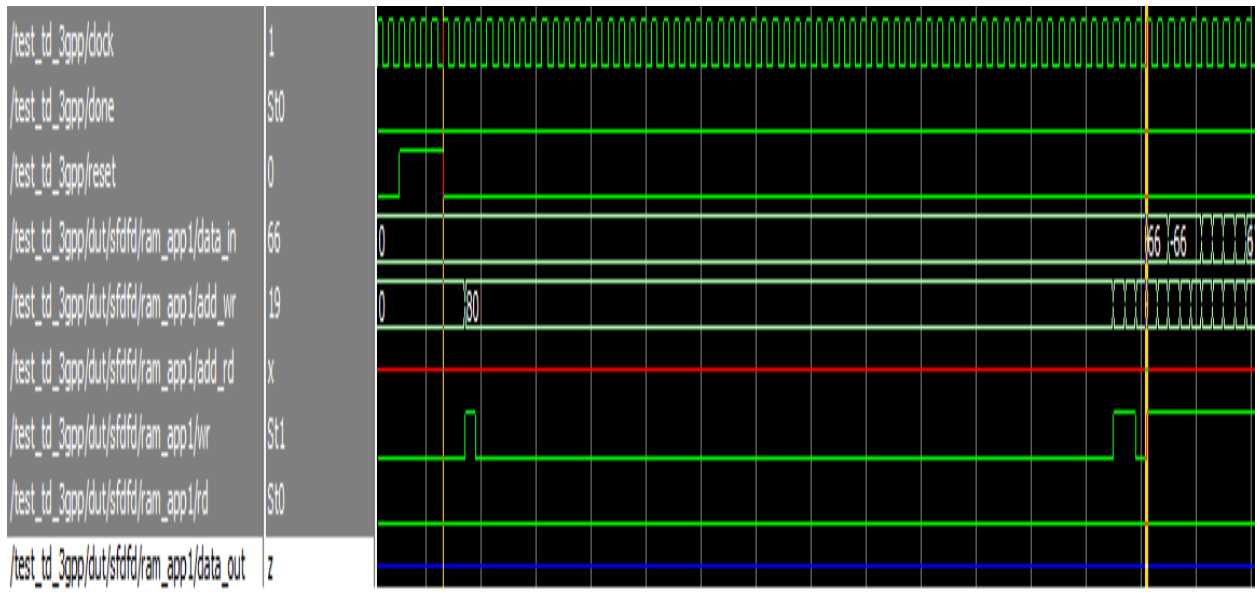 /test_td_3gpp/clock 1
/test_td_3gpp/done St0
/test_td_3gpp/reset 0
/test_td_3gpp/dut/sfdfd/ram_app1/data_in 66 0 66 -66
/test_td_3gpp/dut/sfdfd/ram_app1/add_wr 19 0 80
/test_td_3gpp/dut/sfdfd/ram_app1/add_rd x
/test_td_3gpp/dut/sfdfd/ram_app1/wr St1
/test_td_3gpp/dut/sfdfd/ram_app1/rd St0
/test_td_3gpp/dut/sfdfd/ram_app1/data_out z